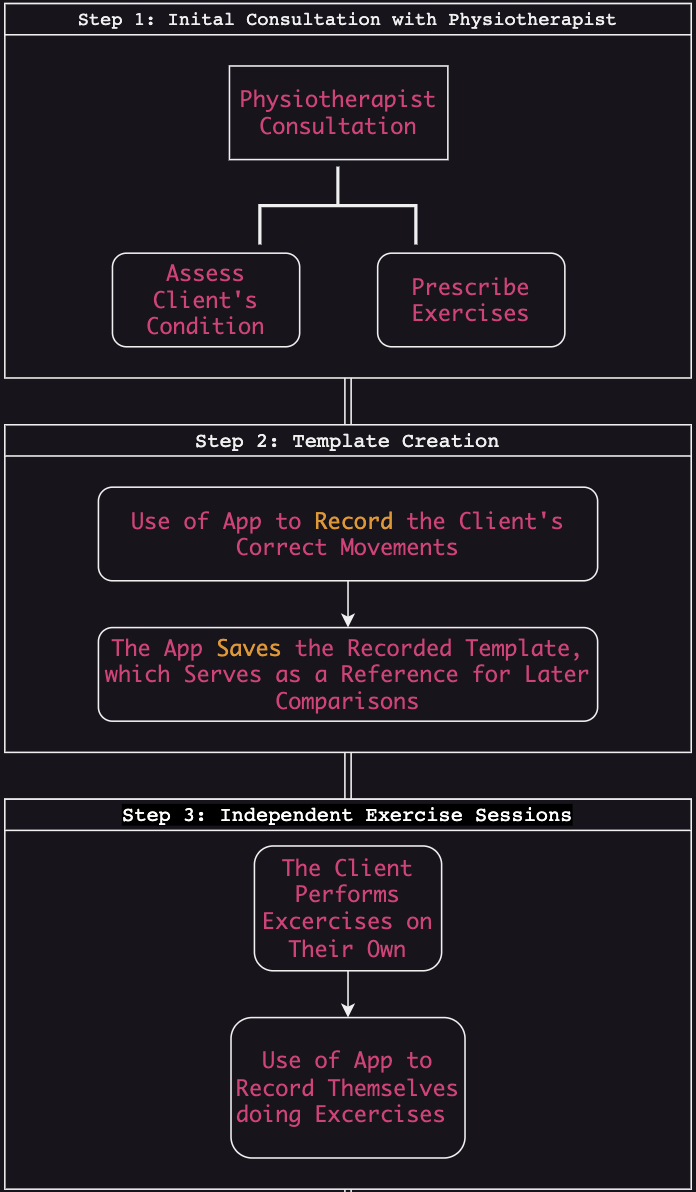 Step 1: Inital Consultation with Physiotherapist
Physiotherapist
Consultation
Assess
Client's
Condition
Prescribe
Exercises
Step 2: Template Creation
Use of App to Record the Client's
Correct Movements
The App Saves the Recorded Template,
which Serves as a Reference for Later
Comparisons
Step 3: Independent Exercise Sessions
The Client
Performs
Excercises on
Their Own
Use of App to
Record Themselves
doing Excercises